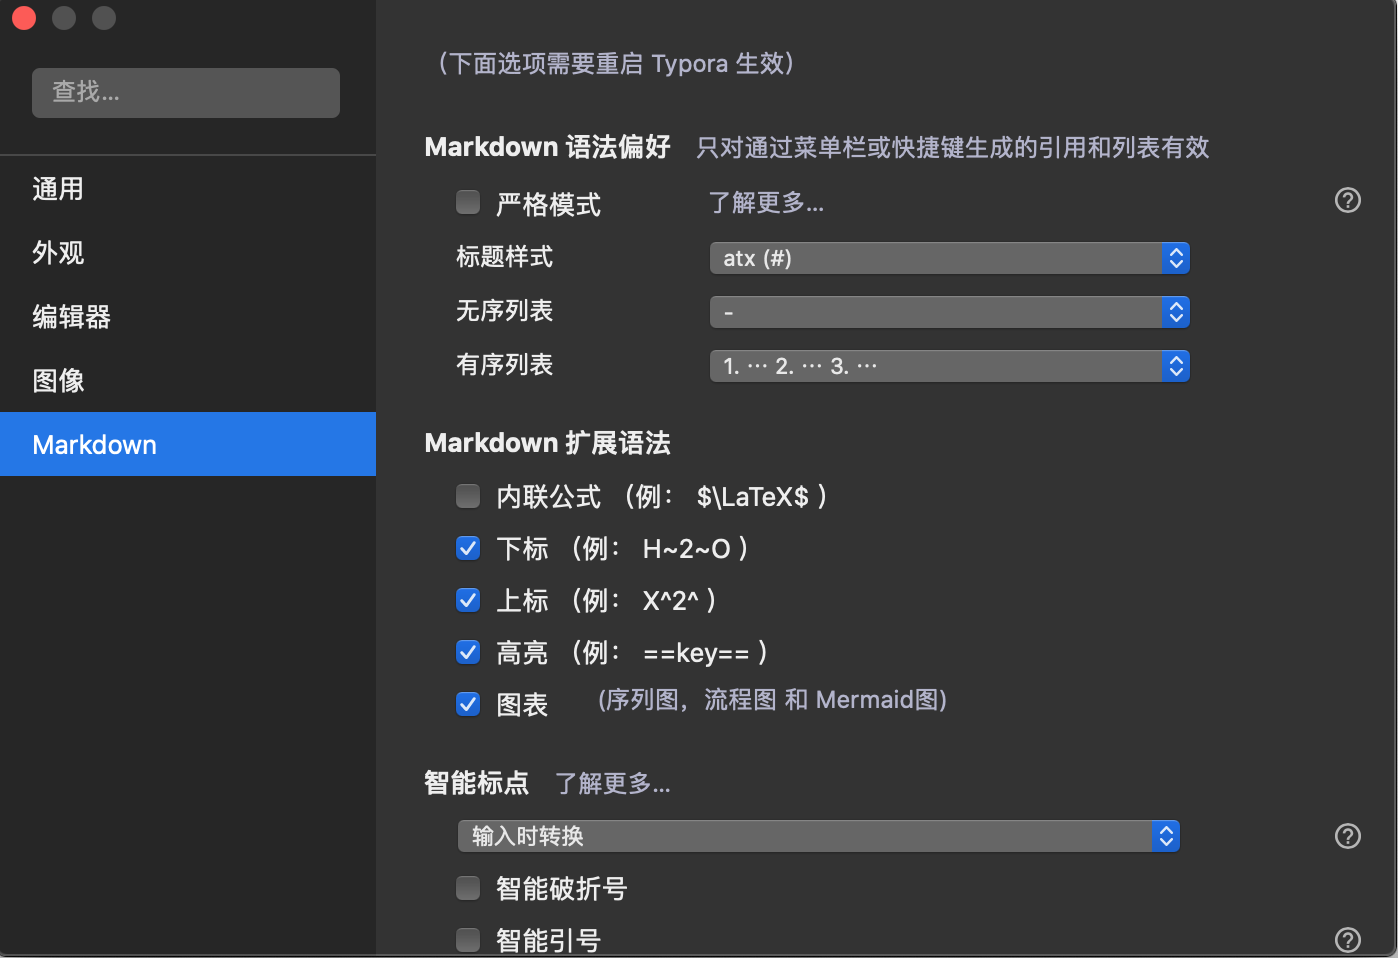 查找...
通用
外观
编辑器
图像
Markdown
（下面选项需要重启 Typora 生效）
Markdown 语法偏好 只对通过菜单栏或快捷键生成的引用和列表有效
严格模式 了解更多...
标题样式 atx (#)
无序列表 -
有序列表 1. ··· 2. ··· 3. ···
Markdown 扩展语法
内联公式 （例： $\LaTeX$ ）
下标 （例： H~2~O ）
上标 （例： X^2^ ）
高亮 （例： ==key== ）
图表 (序列图，流程图 和 Mermaid图)
智能标点 了解更多...
输入时转换
智能破折号
智能引号